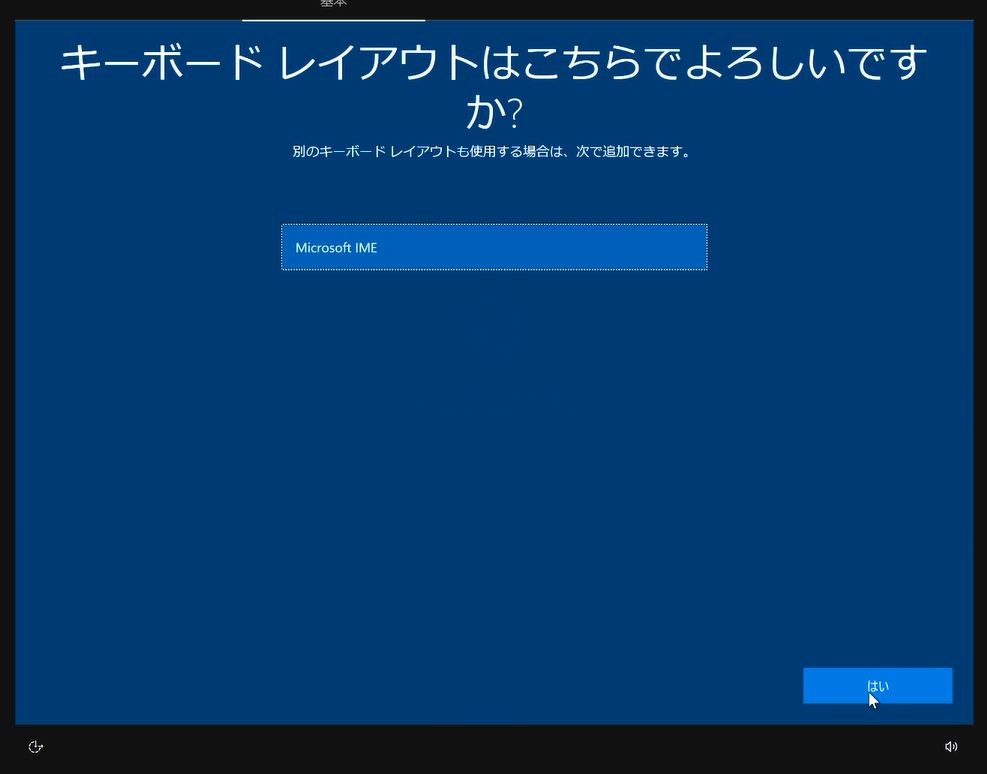 基本
キーボード レイアウトはこちらでよろしいです
か?
別のキーボード レイアウトも使用する場合は、次で追加できます。
Microsoft IME
はい